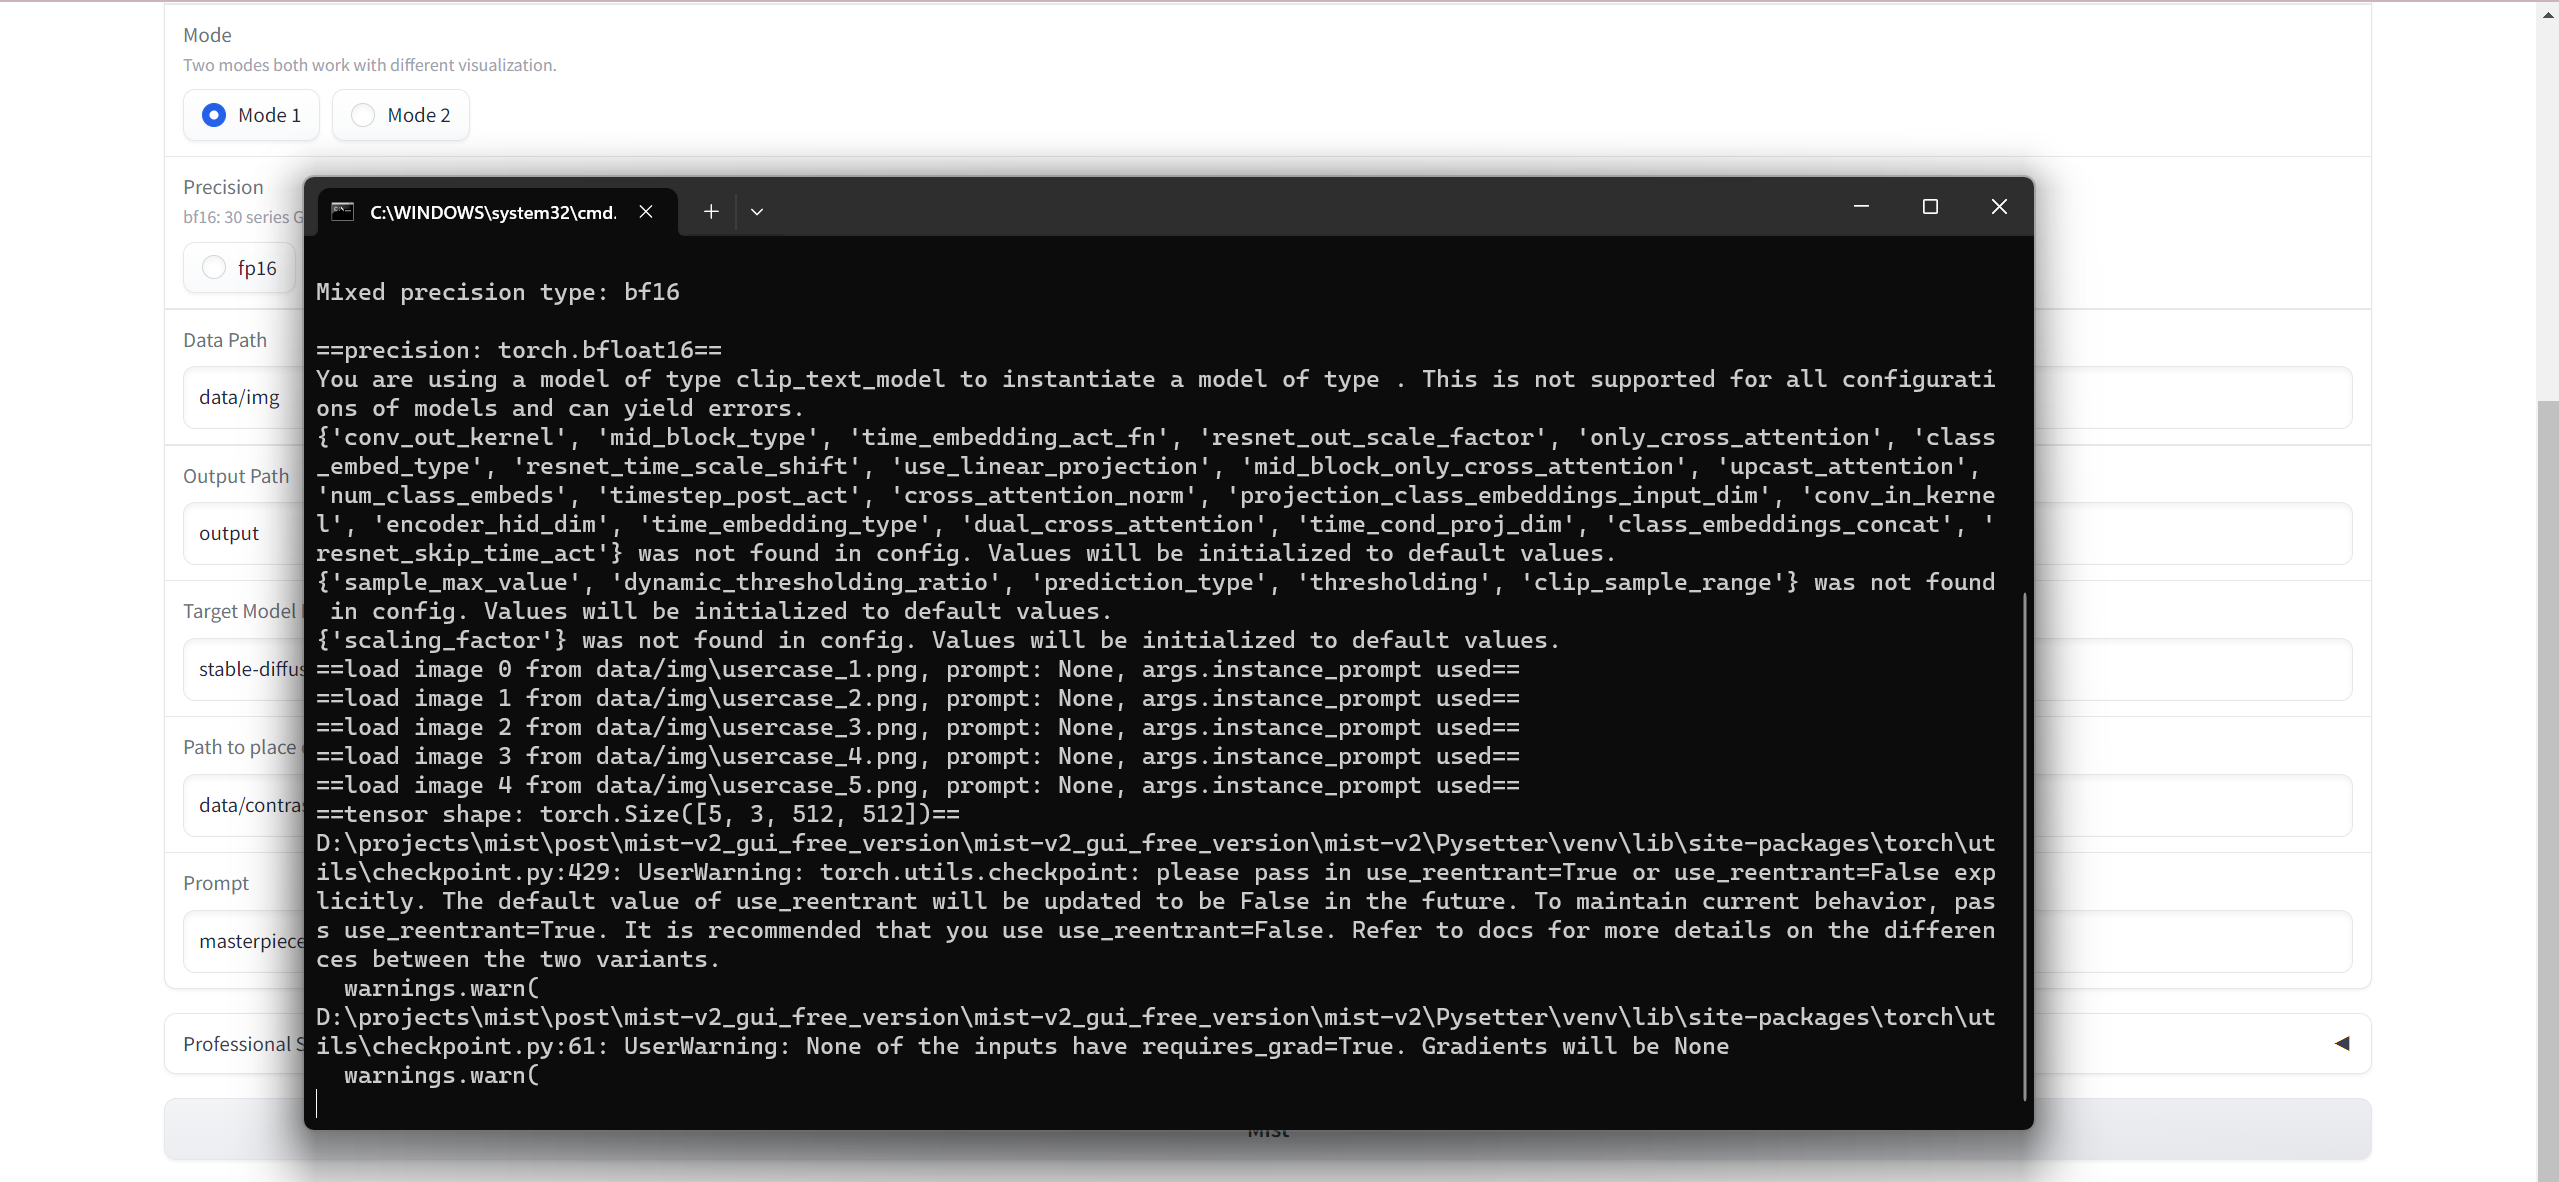 Mode
Two modes both work with different visualization.
Mode 1
Mode 2
Precision
bf16: 30 series
fp16
Data Path
data/img
Output Path
output
Target Model
stable-diffus
Path to place
data/contras
Prompt
masterpiece
Professional
Mist
C:\WINDOWS\system32\cmd.
Mixed precision type: bf16
==precision: torch.bfloat16==
You are using a model of type clip_text_model to instantiate a model of type . This is not supported for all configurati
ons of models and can yield errors.
{'conv_out_kernel', 'mid_block_type', 'time_embedding_act_fn', 'resnet_out_scale_factor', 'only_cross_attention', 'class
_embed_type', 'resnet_time_scale_shift', 'use_linear_projection', 'mid_block_only_cross_attention', 'upcast_attention',
'num_class_embeds', 'timestep_post_act', 'cross_attention_norm', 'projection_class_embeddings_input_dim', 'conv_in_kerne
l', 'encoder_hid_dim', 'time_embedding_type', 'dual_cross_attention', 'time_cond_proj_dim', 'class_embeddings_concat', '
resnet_skip_time_act'} was not found in config. Values will be initialized to default values.
{'sample_max_value', 'dynamic_thresholding_ratio', 'prediction_type', 'thresholding', 'clip_sample_range'} was not found
in config. Values will be initialized to default values.
{'scaling_factor'} was not found in config. Values will be initialized to default values.
==load image 0 from data/img\usercase_1.png, prompt: None, args.instance_prompt used==
==load image 1 from data/img\usercase_2.png, prompt: None, args.instance_prompt used==
==load image 2 from data/img\usercase_3.png, prompt: None, args.instance_prompt used==
==load image 3 from data/img\usercase_4.png, prompt: None, args.instance_prompt used==
==load image 4 from data/img\usercase_5.png, prompt: None, args.instance_prompt used==
==tensor shape: torch.Size([5, 3, 512, 512])==
D:\projects\mist\post\mist-v2_gui_free_version\mist-v2_gui_free_version\mist-v2\Pysetter\venv\lib\site-packages\torch\ut
ils\checkpoint.py:429: UserWarning: torch.utils.checkpoint: please pass in use_reentrant=True or use_reentrant=False exp
licitly. The default value of use_reentrant will be updated to be False in the future. To maintain current behavior, pas
s use_reentrant=True. It is recommended that you use use_reentrant=False. Refer to docs for more details on the differen
ces between the two variants.
warnings.warn(
D:\projects\mist\post\mist-v2_gui_free_version\mist-v2_gui_free_version\mist-v2\Pysetter\venv\lib\site-packages\torch\ut
ils\checkpoint.py:61: UserWarning: None of the inputs have requires_grad=True. Gradients will be None
warnings.warn(